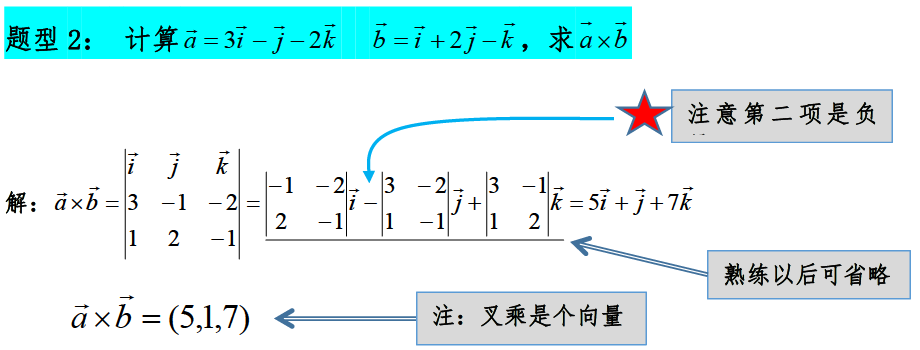 题型 2： 计算 $\vec{a}=3\vec{i}-\vec{j}-2\vec{k}$ $\vec{b}=\vec{i}+2\vec{j}-\vec{k}$，求 $\vec{a}\times\vec{b}$
注意第二项是负
解：$\vec{a}\times\vec{b}=\begin{vmatrix}\vec{i}&\vec{j}&\vec{k}\\3&-1&-2\\1&2&-1\end{vmatrix}=\begin{vmatrix}-1&-2\\2&-1\end{vmatrix}\vec{i}-\begin{vmatrix}3&-2\\1&-1\end{vmatrix}\vec{j}+\begin{vmatrix}3&-1\\1&2\end{vmatrix}\vec{k}=5\vec{i}+\vec{j}+7\vec{k}$
熟练以后可省略
$\vec{a}\times\vec{b}=(5,1,7)$
注：叉乘是个向量